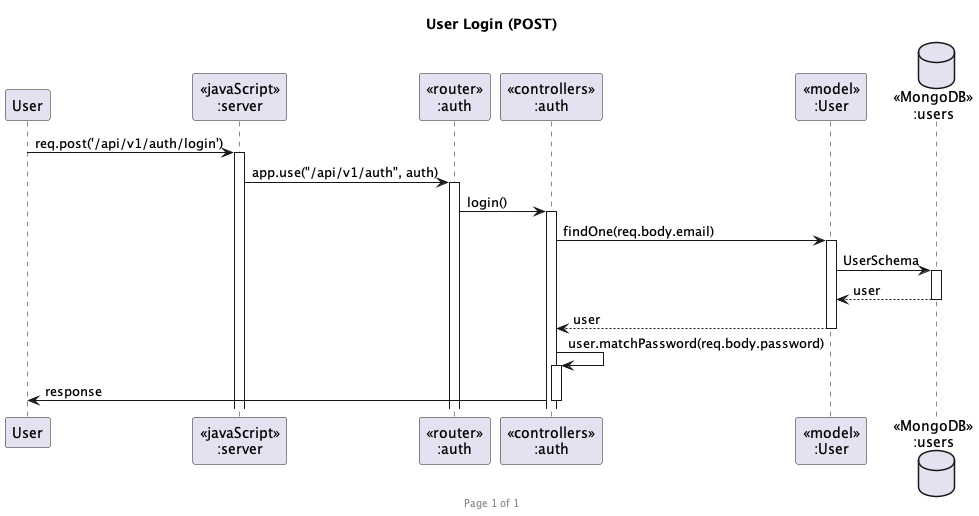 User Login (POST)
User
«javaScript»
:server
«router»
:auth
«controllers»
:auth
«model»
:User
«MongoDB»
:users
req.post('/api/v1/auth/login')
app.use("/api/v1/auth", auth)
login()
findOne(req.body.email)
UserSchema
user
user
user.matchPassword(req.body.password)
response
User
«javaScript»
:server
«router»
:auth
«controllers»
:auth
«model»
:User
«MongoDB»
:users
Page 1 of 1